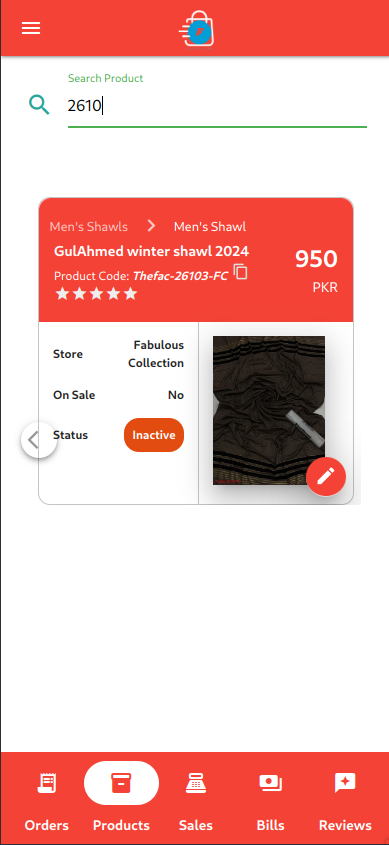 Search Product
2610
Men's Shawls
Men's Shawl
GulAhmed winter shawl 2024
Product Code: Thefac-26103-FC
950
PKR
Store
Fabulous
Collection
On Sale
No
Status
Inactive
Orders
Products
Sales
Bills
Reviews